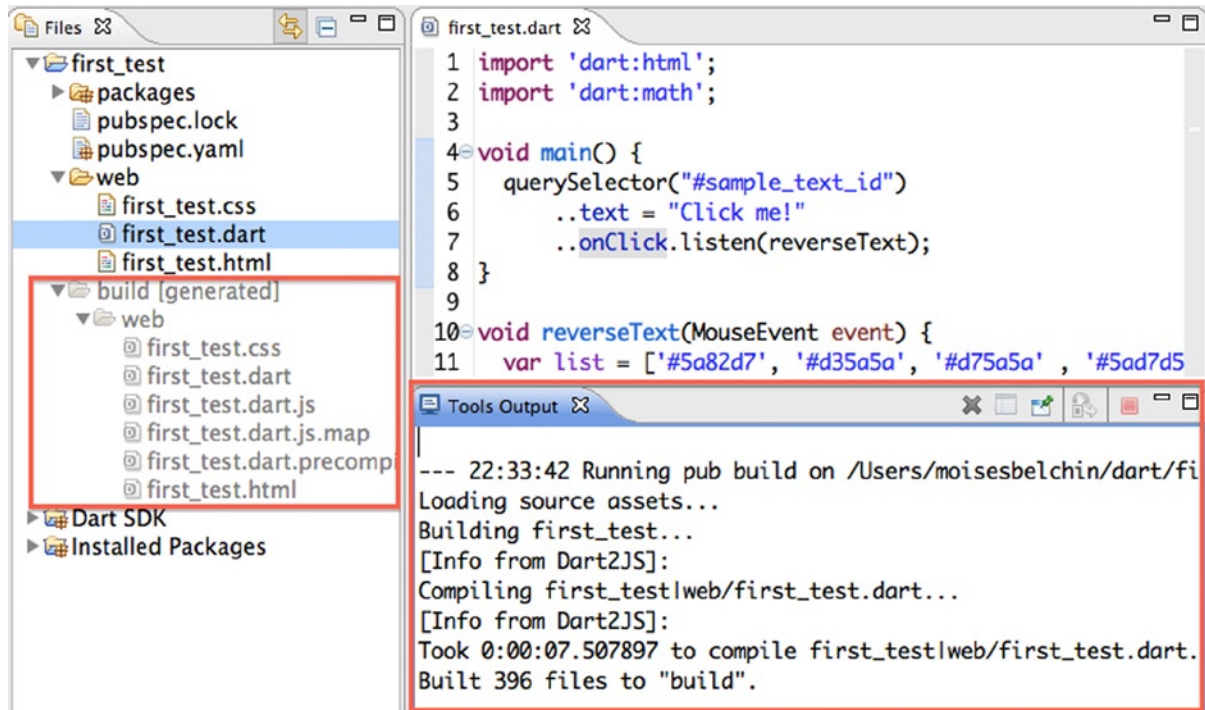 Files
first_test
packages
pubspec.lock
pubspec.yaml
web
first_test.css
first_test.dart
first_test.html
build [generated]
web
first_test.css
first_test.dart
first_test.dart.js
first_test.dart.js.map
first_test.dart.precompi
first_test.html
Dart SDK
Installed Packages
first_test.dart
1 import 'dart:html';
2 import 'dart:math';
3
4 void main() {
5 querySelector("#sample_text_id")
6 ..text = "Click me!"
7 ..onClick.listen(reverseText);
8 }
9
10 void reverseText(MouseEvent event) {
11 var list = ['#5a82d7', '#d35a5a', '#d75a5a' , '#5ad7d5
Tools Output
--- 22:33:42 Running pub build on /Users/moisesbelchin/dart/fi
Loading source assets...
Building first_test...
[Info from Dart2JS]:
Compiling first_test|web/first_test.dart...
[Info from Dart2JS]:
Took 0:00:07.507897 to compile first_test|web/first_test.dart.
Built 396 files to "build".